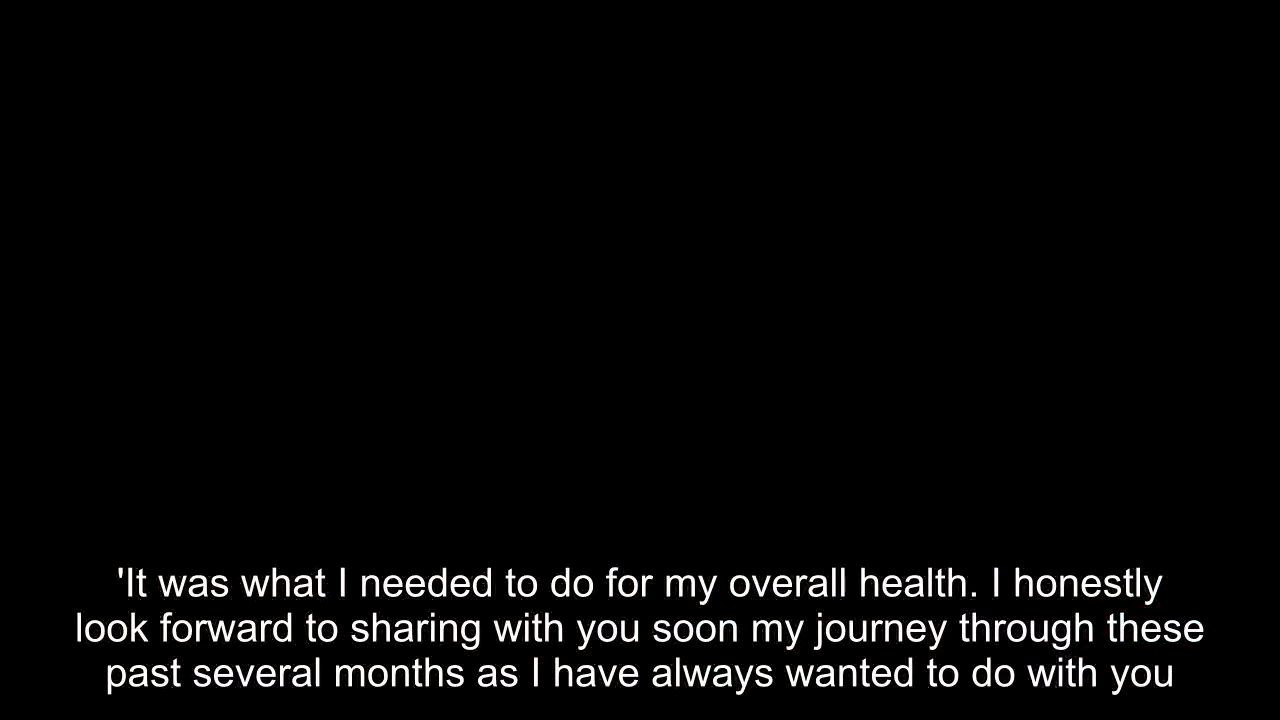 'It was what I needed to do for my overall health. I honestly
look forward to sharing with you soon my journey through these
past several months as I have always wanted to do with you